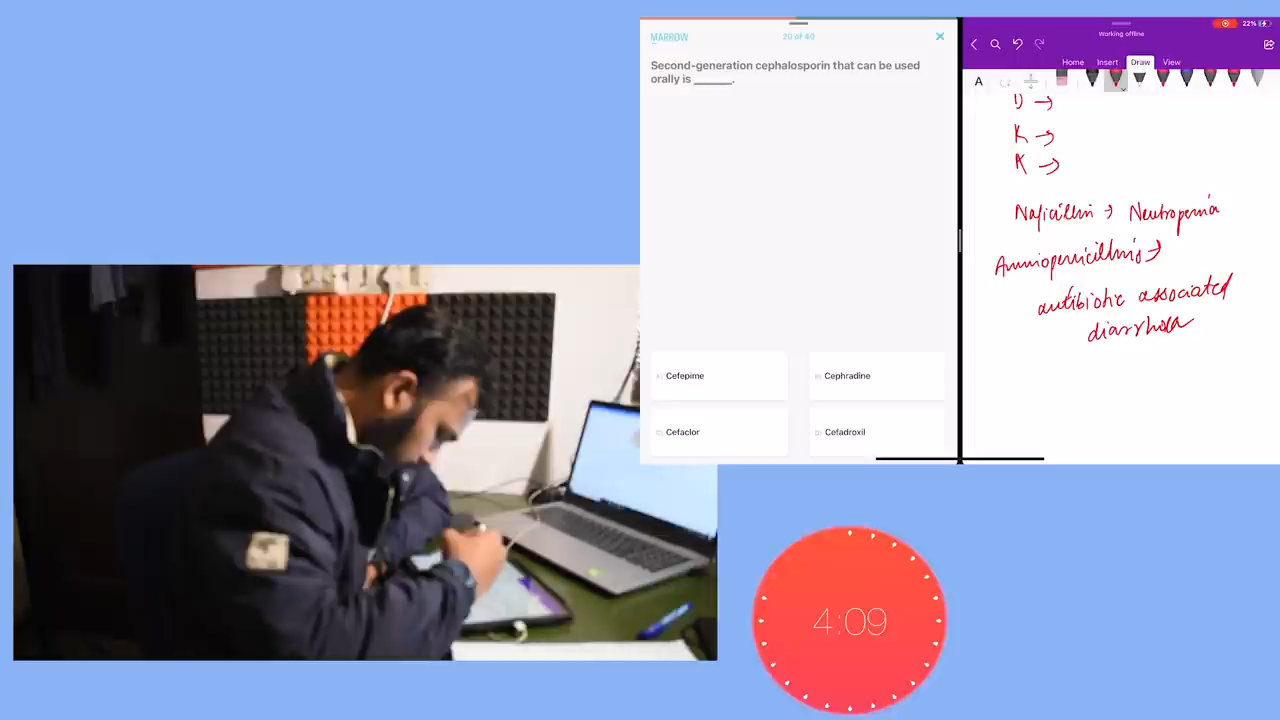 MARROW
20 of 40
Second-generation cephalosporin that can be used
orally is ______.
A) Cefepime
B) Cephradine
C) Cefaclor
D) Cefadroxil
22%
Working offline
Home Insert Draw View
A
D →
K →
K →
Nafcillin → Neutropenia
Aminopenicillins →
antibiotic associated
diarrhoea
4:09